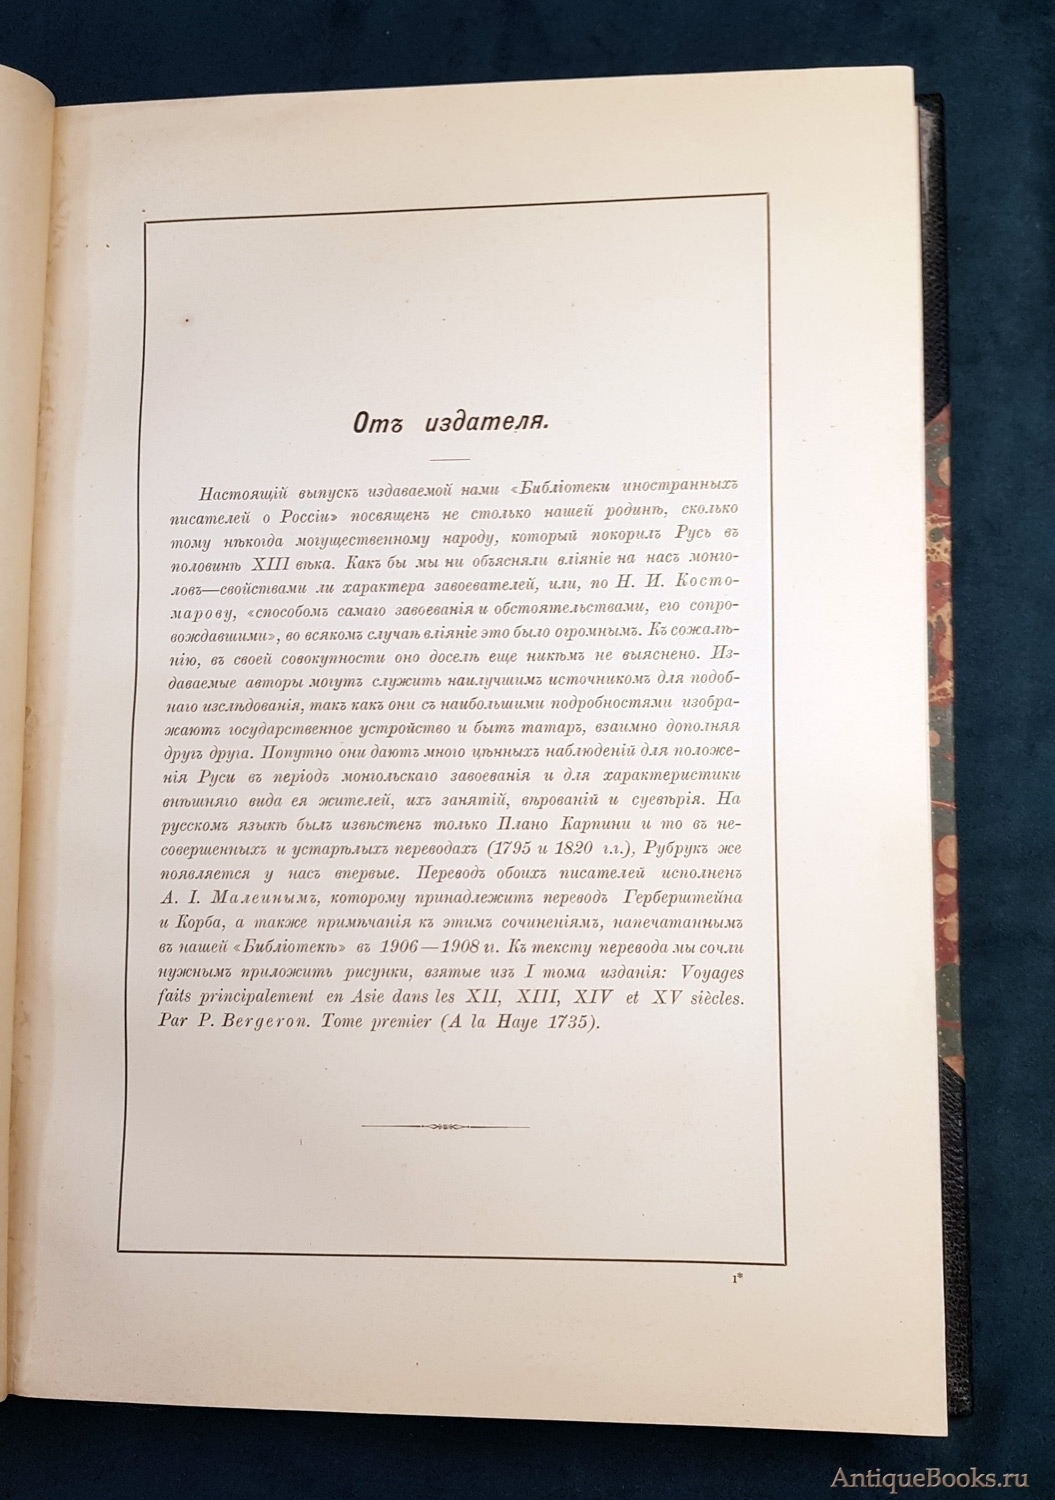 Отъ издателя.
Настоящій выпускъ издаваемой нами «Библіотеки иностранныхъ
писателей о Россіи» посвященъ не столько нашей родинѣ, сколько
тому нѣкогда могущественному народу, который покорилъ Русь въ
половинѣ XIII вѣка. Какъ бы мы ни объясняли вліяніе на насъ монго-
ловъ—свойствами ли характера завоевателей, или, по Н. И. Косто-
марову, «способомъ самаго завоеванія и обстоятельствами, его сопро-
вождавшими», во всякомъ случаѣ вліяніе это было огромнымъ. Къ сожалѣ-
нію, въ своей совокупности оно доселѣ еще никѣмъ не выяснено. Из-
даваемые авторы могутъ служить наилучшимъ источникомъ для подоб-
наго изслѣдованія, такъ какъ они съ наибольшими подробностями изобра-
жаютъ государственное устройство и бытъ татаръ, взаимно дополняя
другъ друга. Попутно они даютъ много цѣнныхъ наблюденій для положе-
нія Руси въ періодъ монгольскаго завоеванія и для характеристики
внѣшняго вида ея жителей, ихъ занятій, вѣрованій и суевѣрія. На
русскомъ языкѣ былъ извѣстенъ только Плано Карпини и то въ не-
совершенныхъ и устарѣлыхъ переводахъ (1795 и 1820 г.г.), Рубрукъ же
появляется у насъ впервые. Переводъ обоихъ писателей исполненъ
А. І. Малеинымъ, которому принадлежитъ переводъ Герберштейна
и Корба, а также примѣчанія къ этимъ сочиненіямъ, напечатаннымъ
въ нашей «Библіотекѣ» въ 1906—1908 гг. Къ тексту перевода мы сочли
нужнымъ приложить рисунки, взятые изъ I тома изданія: Voyages
faits principalement en Asie dans les XII, XIII, XIV et XV siècles.
Par P. Bergeron. Tome premier (A la Haye 1735).
1*
AntiqueBooks.ru